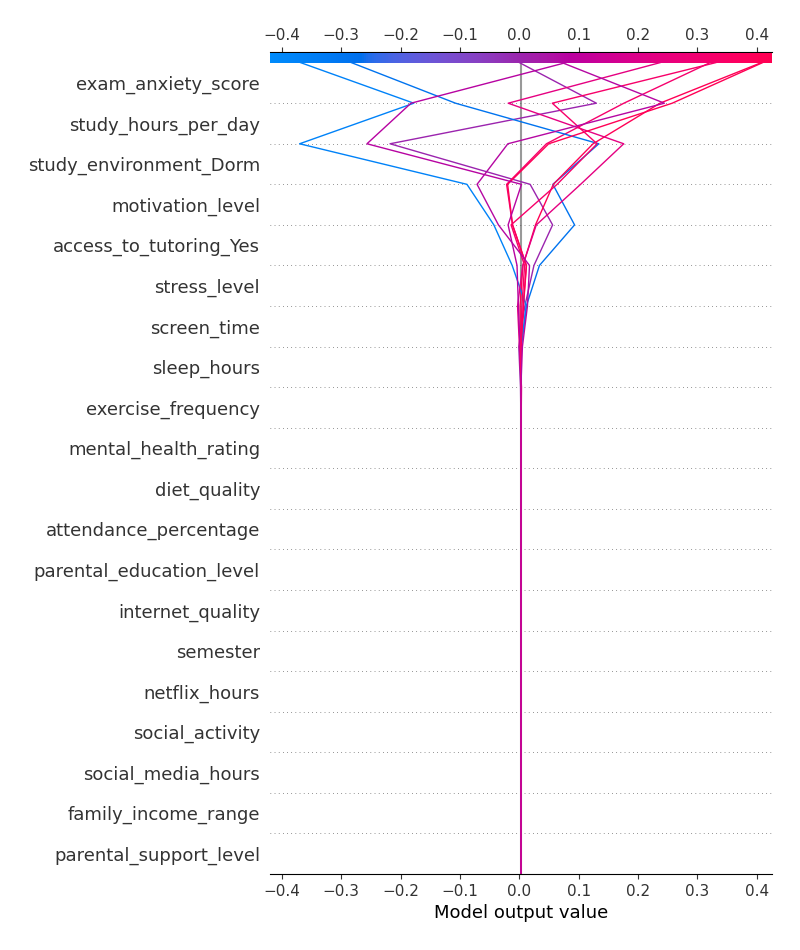 −0.4 −0.3 −0.2 −0.1 0.0 0.1 0.2 0.3 0.4
exam_anxiety_score
study_hours_per_day
study_environment_Dorm
motivation_level
access_to_tutoring_Yes
stress_level
screen_time
sleep_hours
exercise_frequency
mental_health_rating
diet_quality
attendance_percentage
parental_education_level
internet_quality
semester
netflix_hours
social_activity
social_media_hours
family_income_range
parental_support_level
−0.4 −0.3 −0.2 −0.1 0.0 0.1 0.2 0.3 0.4
Model output value